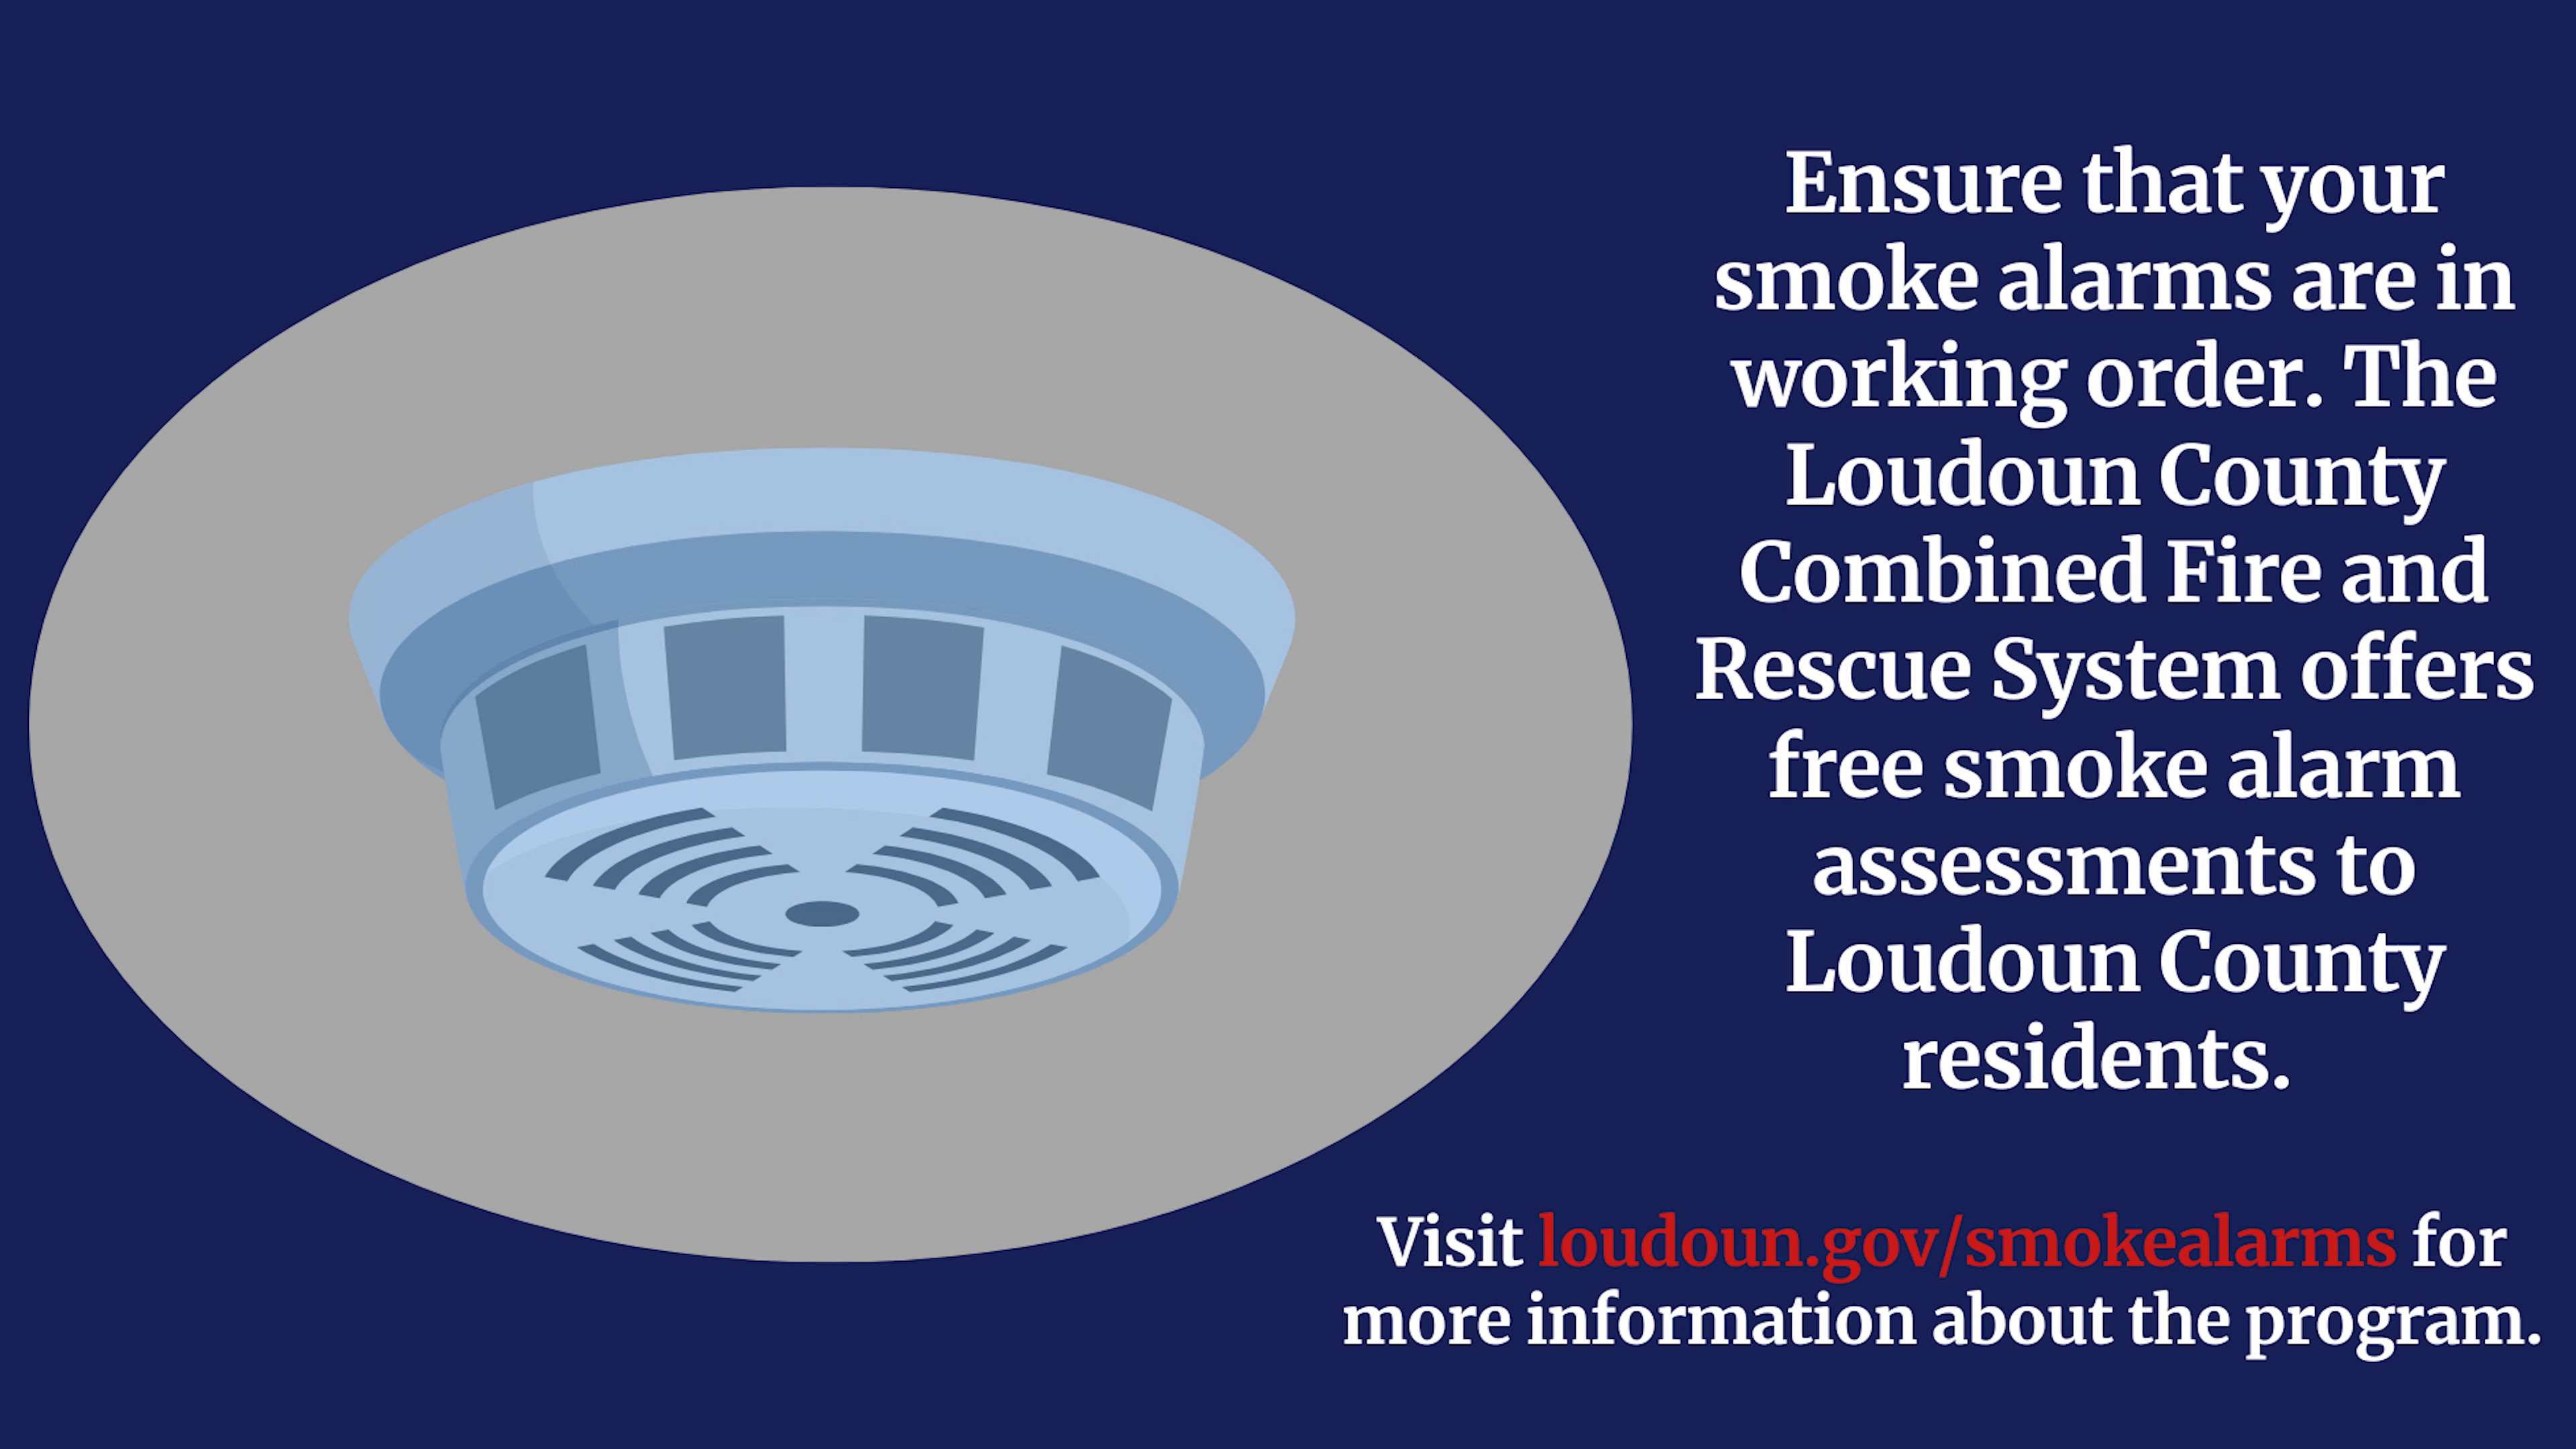 Ensure that your
smoke alarms are in
working order. The
Loudoun County
Combined Fire and
Rescue System offers
free smoke alarm
assessments to
Loudoun County
residents.
Visit loudoun.gov/smokealarms for
more information about the program.